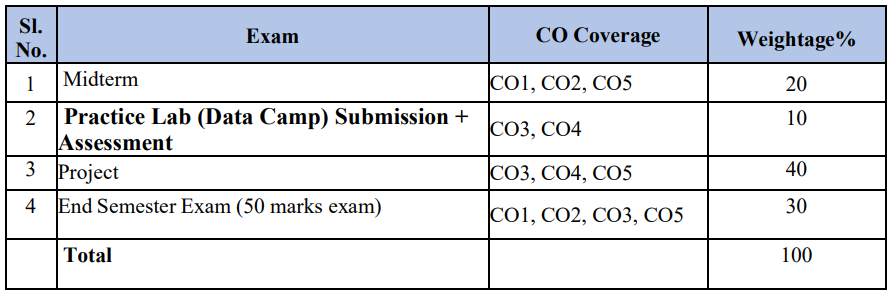 Sl. No. Exam CO Coverage Weightage%
1 Midterm CO1, CO2, CO5 20
2 Practice Lab (Data Camp) Submission + Assessment CO3, CO4 10
3 Project CO3, CO4, CO5 40
4 End Semester Exam (50 marks exam) CO1, CO2, CO3, CO5 30
Total 100